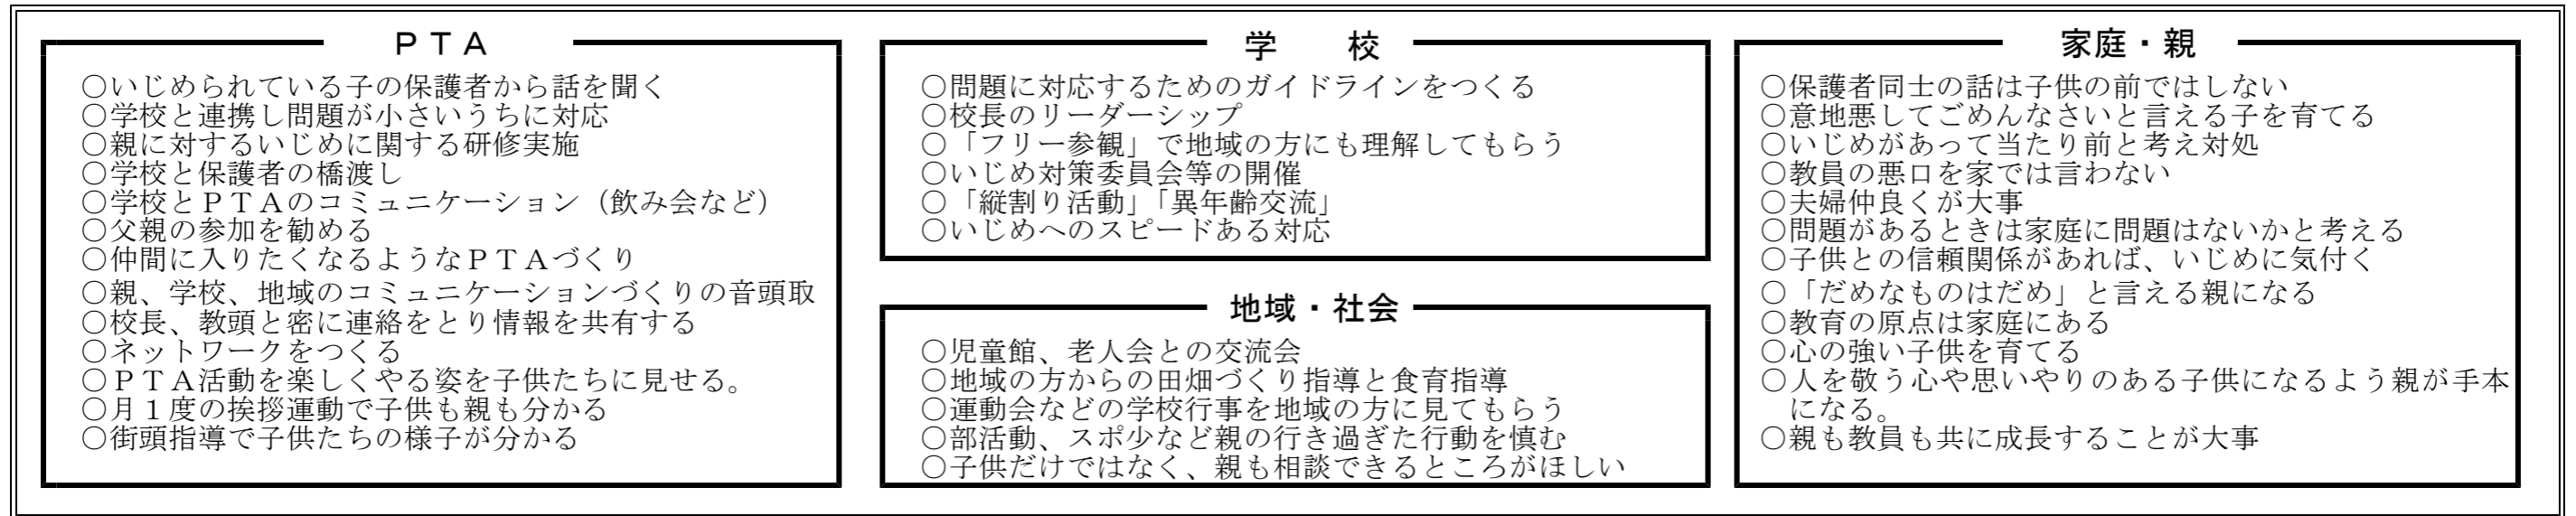 ＰＴＡ
○いじめられている子の保護者から話を聞く
○学校と連携し問題が小さいうちに対応
○親に対するいじめに関する研修実施
○学校と保護者の橋渡し
○学校とＰＴＡのコミュニケーション（飲み会など）
○父親の参加を勧める
○仲間に入りたくなるようなＰＴＡづくり
○親、学校、地域のコミュニケーションづくりの音頭取
○校長、教頭と密に連絡をとり情報を共有する
○ネットワークをつくる
○ＰＴＡ活動を楽しくやる姿を子供たちに見せる。
○月１度の挨拶運動で子供も親も分かる
○街頭指導で子供たちの様子が分かる
学　　校
○問題に対応するためのガイドラインをつくる
○校長のリーダーシップ
○「フリー参観」で地域の方にも理解してもらう
○いじめ対策委員会等の開催
○「縦割り活動」「異年齢交流」
○いじめへのスピードある対応
地域・社会
○児童館、老人会との交流会
○地域の方からの田畑づくり指導と食育指導
○運動会などの学校行事を地域の方に見てもらう
○部活動、スポ少など親の行き過ぎた行動を慎む
○子供だけではなく、親も相談できるところがほしい
家庭・親
○保護者同士の話は子供の前ではしない
○意地悪してごめんなさいと言える子を育てる
○いじめがあって当たり前と考え対処
○教員の悪口を家では言わない
○夫婦仲良くが大事
○問題があるときは家庭に問題はないかと考える
○子供との信頼関係があれば、いじめに気付く
○「だめなものはだめ」と言える親になる
○教育の原点は家庭にある
○心の強い子供を育てる
○人を敬う心や思いやりのある子供になるよう親が手本
になる。
○親も教員も共に成長することが大事